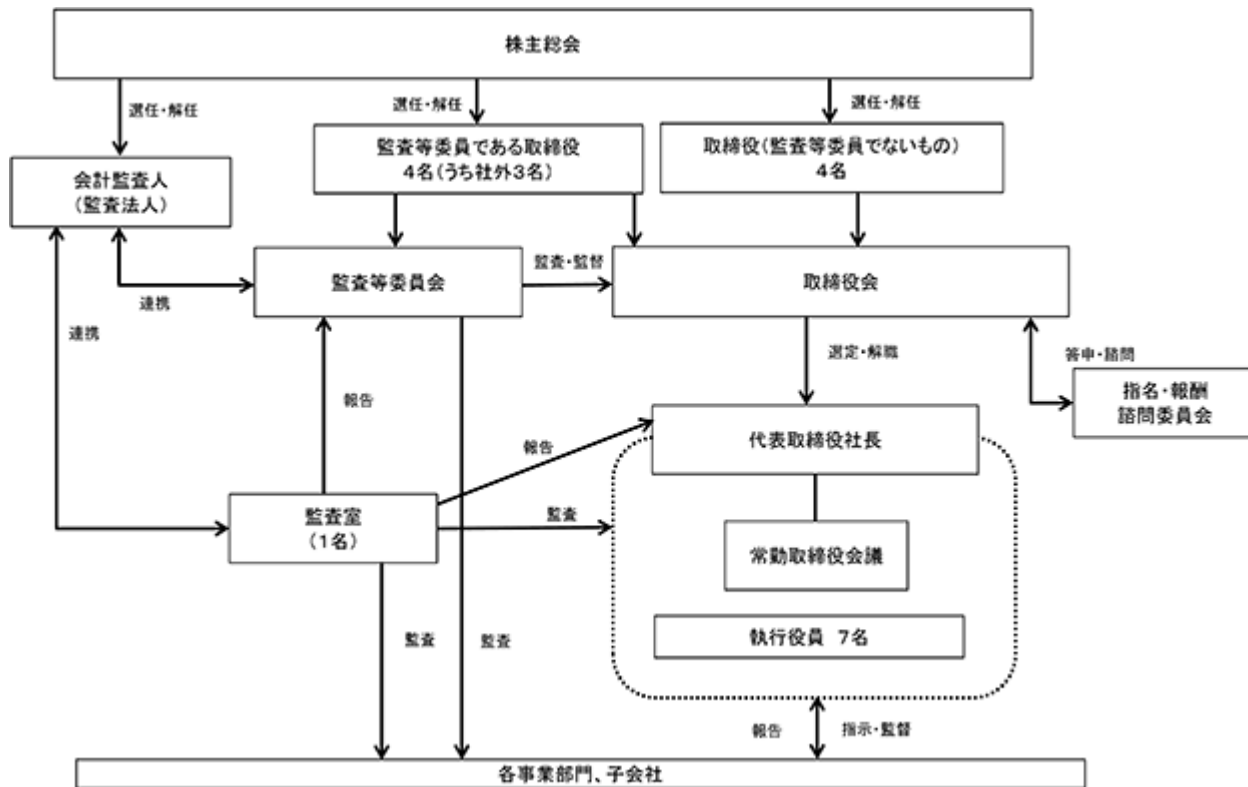 株主総会
選任・解任
選任・解任
選任・解任
監査等委員である取締役
4名(うち社外3名)
取締役(監査等委員でないもの)
4名
会計監査人
(監査法人)
監査等委員会
監査・監督
取締役会
連携
連携
選定・解職
答申・諮問
指名・報酬
諮問委員会
報告
代表取締役社長
報告
監査室
(1名)
監査
常勤取締役会議
執行役員 7名
監査
監査
報告
指示・監督
各事業部門、子会社